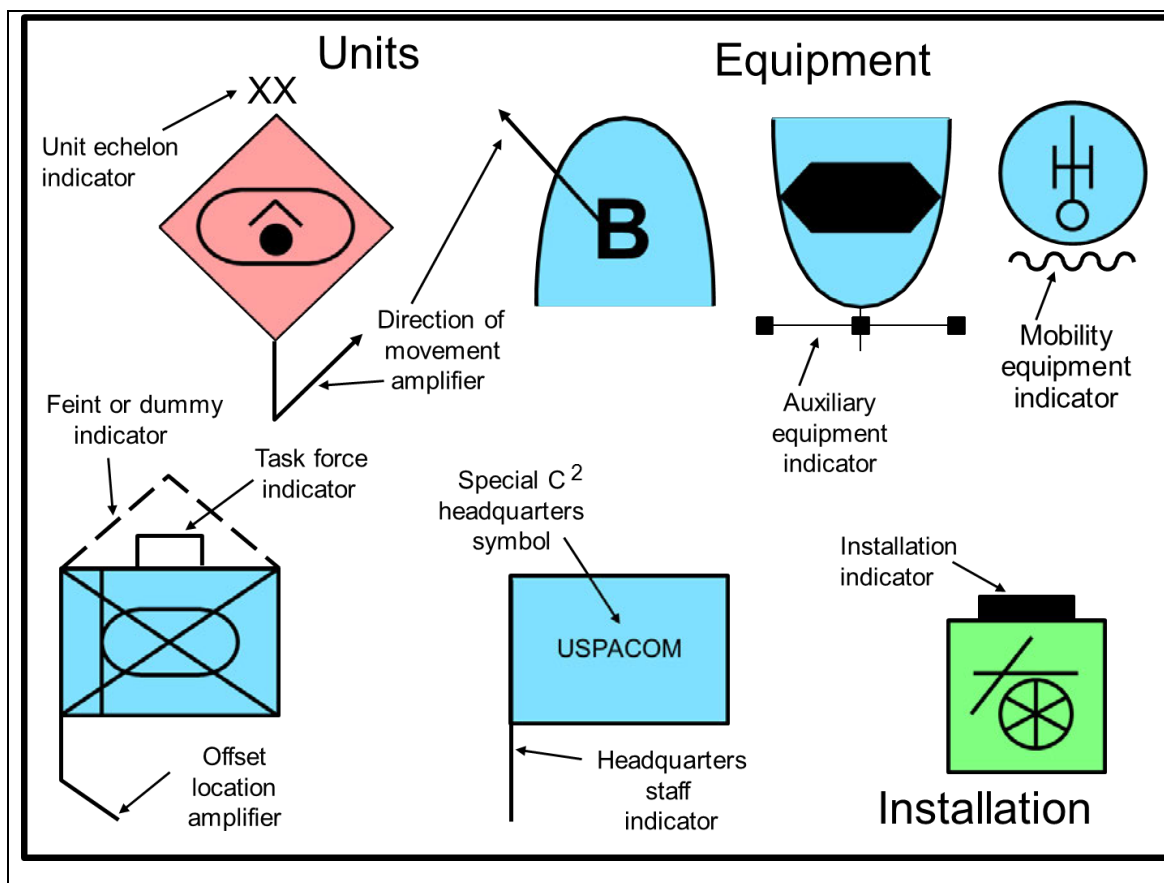 Units
Equipment
XX
Unit echelon
indicator
B
Direction of
movement
amplifier
Auxiliary
equipment
indicator
Mobility
equipment
indicator
Feint or dummy
indicator
Task force
indicator
Special C²
headquarters
symbol
Installation
indicator
USPACOM
Offset
location
amplifier
Headquarters
staff
indicator
Installation